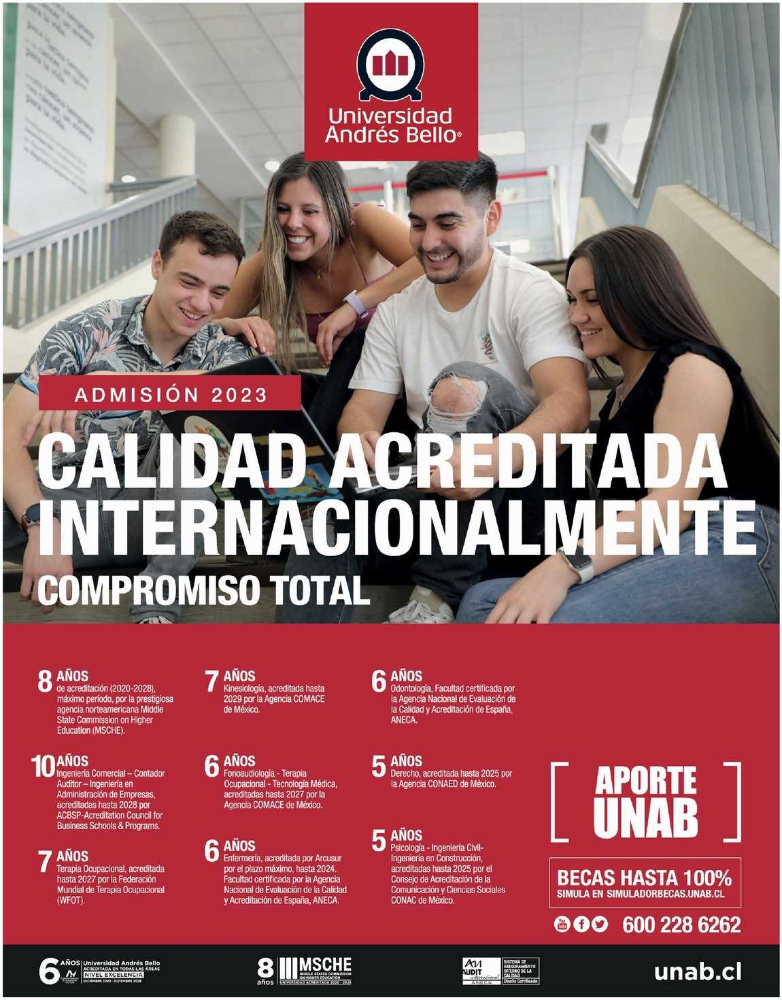 Universidad
Andrés Bello®
ADMISIÓN 2023
CALIDAD ACREDITADA
INTERNACIONALMENTE
COMPROMISO TOTAL
8 AÑOS
de acreditación (2020-2028),
máximo período, por la prestigiosa
agencia norteamericana Middle
State Commission on Higher
Education (MSCHE).
10 AÑOS
Ingeniería Comercial – Contador
Auditor – Ingeniería en
Administración de Empresas,
acreditadas hasta 2028 por
ACBSP-Acreditation Council for
Business Schools & Programs.
7 AÑOS
Terapia Ocupacional, acreditada
hasta 2027 por la Federación
Mundial de Terapia Ocupacional
(WFOT).
7 AÑOS
Kinesiología, acreditada hasta
2029 por la Agencia COMACE
de México.
6 AÑOS
Fonoaudiología - Terapia
Ocupacional - Tecnología Médica,
acreditadas hasta 2027 por la
Agencia COMACE de México.
6 AÑOS
Enfermería, acreditada por Arcusur
por el plazo máximo, hasta 2024.
Facultad certificada por la Agencia
Nacional de Evaluación de la Calidad
y Acreditación de España, ANECA.
6 AÑOS
Odontología, Facultad certificada por
la Agencia Nacional de Evaluación de
la Calidad y Acreditación de España,
ANECA.
5 AÑOS
Derecho, acreditada hasta 2025 por
la Agencia CONAED de México.
5 AÑOS
Psicología - Ingeniería Civil-
Ingeniería en Construcción,
acreditadas hasta 2025 por el
Consejo de Acreditación de la
Comunicación y Ciencias Sociales
CONAC de México.
APORTE
UNAB
BECAS HASTA 100%
SIMULA EN SIMULADORBECAS.UNAB.CL
You Tube
600 228 6262
6 AÑOS
Universidad Andrés Bello
ACREDITADA EN TODAS LAS ÁREAS
NIVEL EXCELENCIA
DICIEMBRE 2022 - DICIEMBRE 2028
8 años
MSCHE
MIDDLE STATES COMMISSION
ON HIGHER EDUCATION
UNIVERSIDAD ACREDITADA 2020 - 2028
AUDIT
internacional
ANECA
SISTEMA DE
ASEGURAMIENTO
INTERNO DE LA
CALIDAD
Diseño Certificado
unab.cl